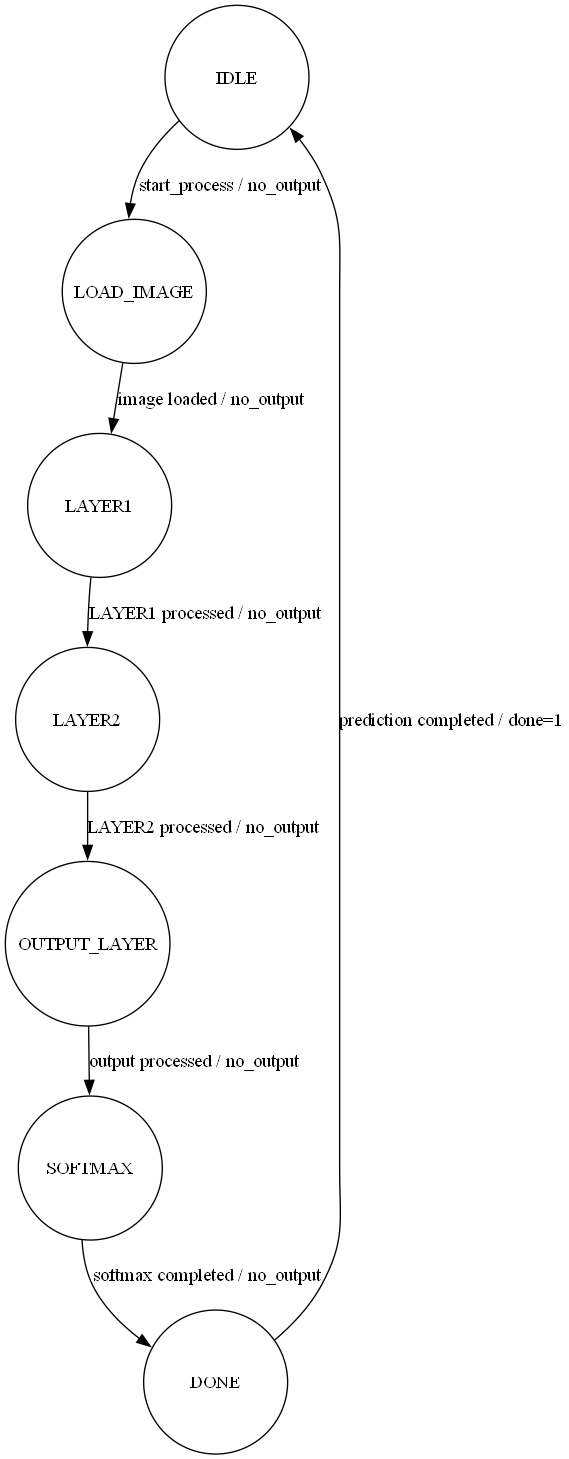 IDLE
start_process / no_output
LOAD_IMAGE
image loaded / no_output
LAYER1
LAYER1 processed / no_output
LAYER2
prediction completed / done=1
LAYER2 processed / no_output
OUTPUT_LAYER
output processed / no_output
SOFTMAX
softmax completed / no_output
DONE